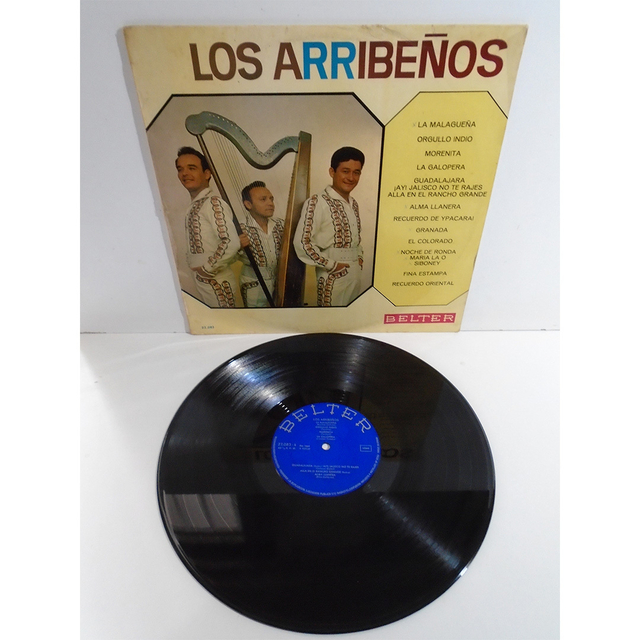 LOS ARRIBEÑOS
LA MALAGUEÑA
ORGULLO INDIO
MORENITA
LA GALOPERA
GUADALAJARA
¡AY! JALISCO NO TE RAJES
ALLA EN EL RANCHO GRANDE
ALMA LLANERA
RECUERDO DE YPACARAI
GRANADA
EL COLORADO
NOCHE DE RONDA
MARIA LA O
SIBONEY
FINA ESTAMPA
RECUERDO ORIENTAL
BELTER
BELTER